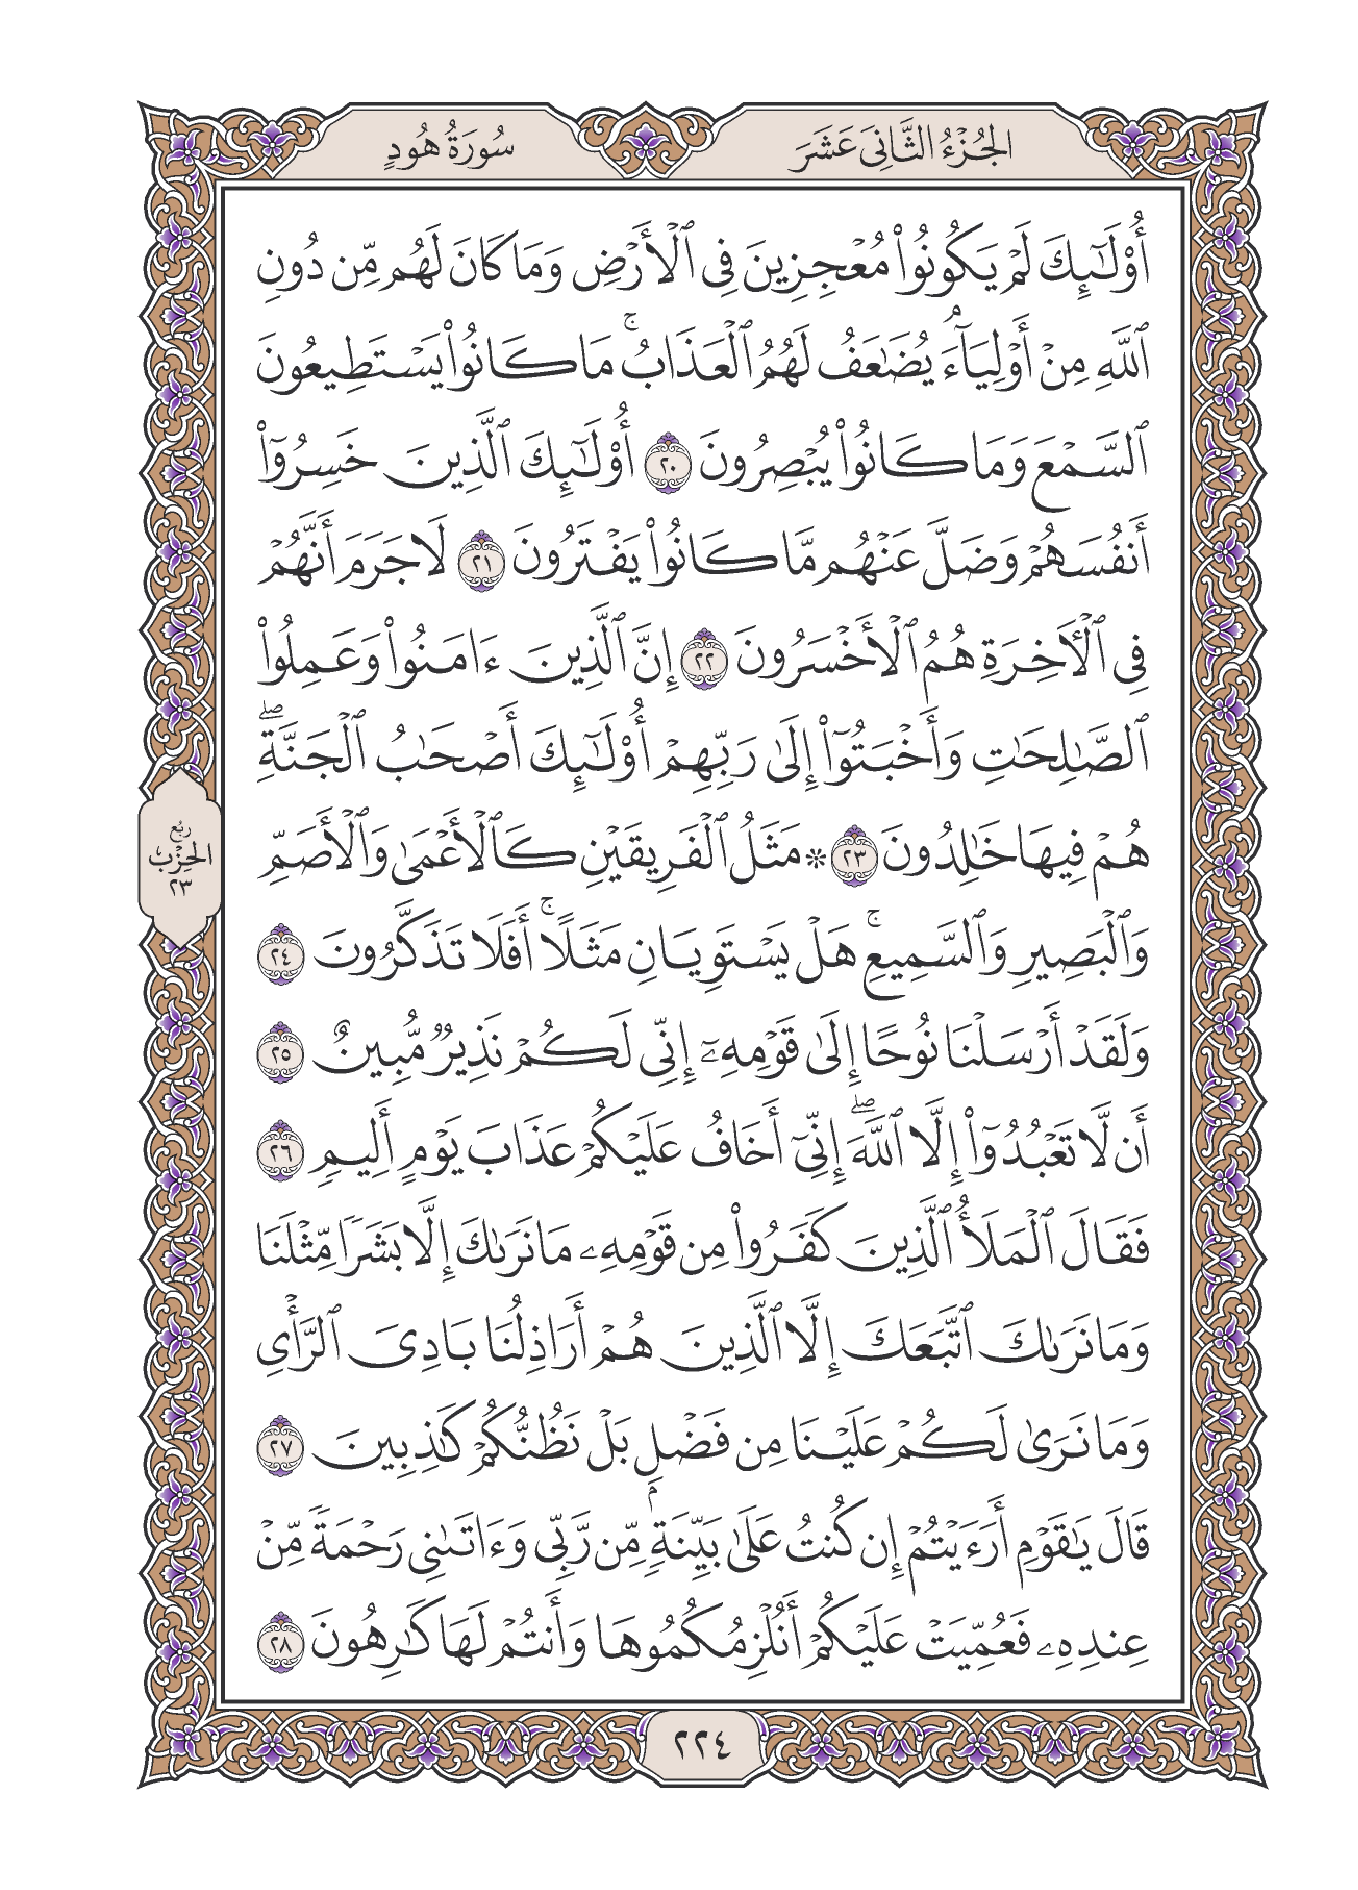 الجُزْءُ الثَّانِيَ عَشَرَ
سُورَةُ هُودٍ
أُوْلَٰٓئِكَ لَمْ يَكُونُواْ مُعْجِزِينَ فِى ٱلْأَرْضِ وَمَا كَانَ لَهُم مِّن دُونِ
ٱللَّهِ مِنْ أَوْلِيَآءَۘ يُضَٰعَفُ لَهُمُ ٱلْعَذَابُۚ مَا كَانُواْ يَسْتَطِيعُونَ
ٱلسَّمْعَ وَمَا كَانُواْ يُبْصِرُونَ ٢٠ أُوْلَٰٓئِكَ ٱلَّذِينَ خَسِرُوٓاْ
أَنفُسَهُمْ وَضَلَّ عَنْهُم مَّا كَانُواْ يَفْتَرُونَ ٢١ لَا جَرَمَ أَنَّهُمْ
فِى ٱلْأَخِرَةِ هُمُ ٱلْأَخْسَرُونَ ٢٢ إِنَّ ٱلَّذِينَ ءَامَنُواْ وَعَمِلُواْ
ٱلصَّٰلِحَٰتِ وَأَخْبَتُوٓاْ إِلَىٰ رَبِّهِمْ أُوْلَٰٓئِكَ أَصْحَٰبُ ٱلْجَنَّةِۖ
هُمْ فِيهَا خَٰلِدُونَ ٢٣ ۞ مَثَلُ ٱلْفَرِيقَيْنِ كَٱلْأَعْمَىٰ وَٱلْأَصَمِّ
وَٱلْبَصِيرِ وَٱلسَّمِيعِۚ هَلْ يَسْتَوِيَانِ مَثَلًاۚ أَفَلَا تَذَكَّرُونَ ٢٤
وَلَقَدْ أَرْسَلْنَا نُوحًا إِلَىٰ قَوْمِهِۦٓ إِنِّى لَكُمْ نَذِيرٌ مُّبِينٌ ٢٥
أَن لَّا تَعْبُدُوٓاْ إِلَّا ٱللَّهَۖ إِنِّىٓ أَخَافُ عَلَيْكُمْ عَذَابَ يَوْمٍ أَلِيمٍ ٢٦
فَقَالَ ٱلْمَلَأُ ٱلَّذِينَ كَفَرُواْ مِن قَوْمِهِۦ مَا نَرَىٰكَ إِلَّا بَشَرًا مِّثْلَنَا
وَمَا نَرَىٰكَ ٱتَّبَعَكَ إِلَّا ٱلَّذِينَ هُمْ أَرَاذِلُنَا بَادِىَ ٱلرَّأْىِ
وَمَا نَرَىٰ لَكُمْ عَلَيْنَا مِن فَضْلٍۭ بَلْ نَظُنُّكُمْ كَٰذِبِينَ ٢٧
قَالَ يَٰقَوْمِ أَرَءَيْتُمْ إِن كُنتُ عَلَىٰ بَيِّنَةٍ مِّن رَّبِّى وَءَاتَىٰنِى رَحْمَةً مِّنْ
عِندِهِۦ فَعُمِّيَتْ عَلَيْكُمْ أَنُلْزِمُكُمُوهَا وَأَنتُمْ لَهَا كَٰرِهُونَ ٢٨
رُبُع
الحِزْب
٢٣
٢٢٤